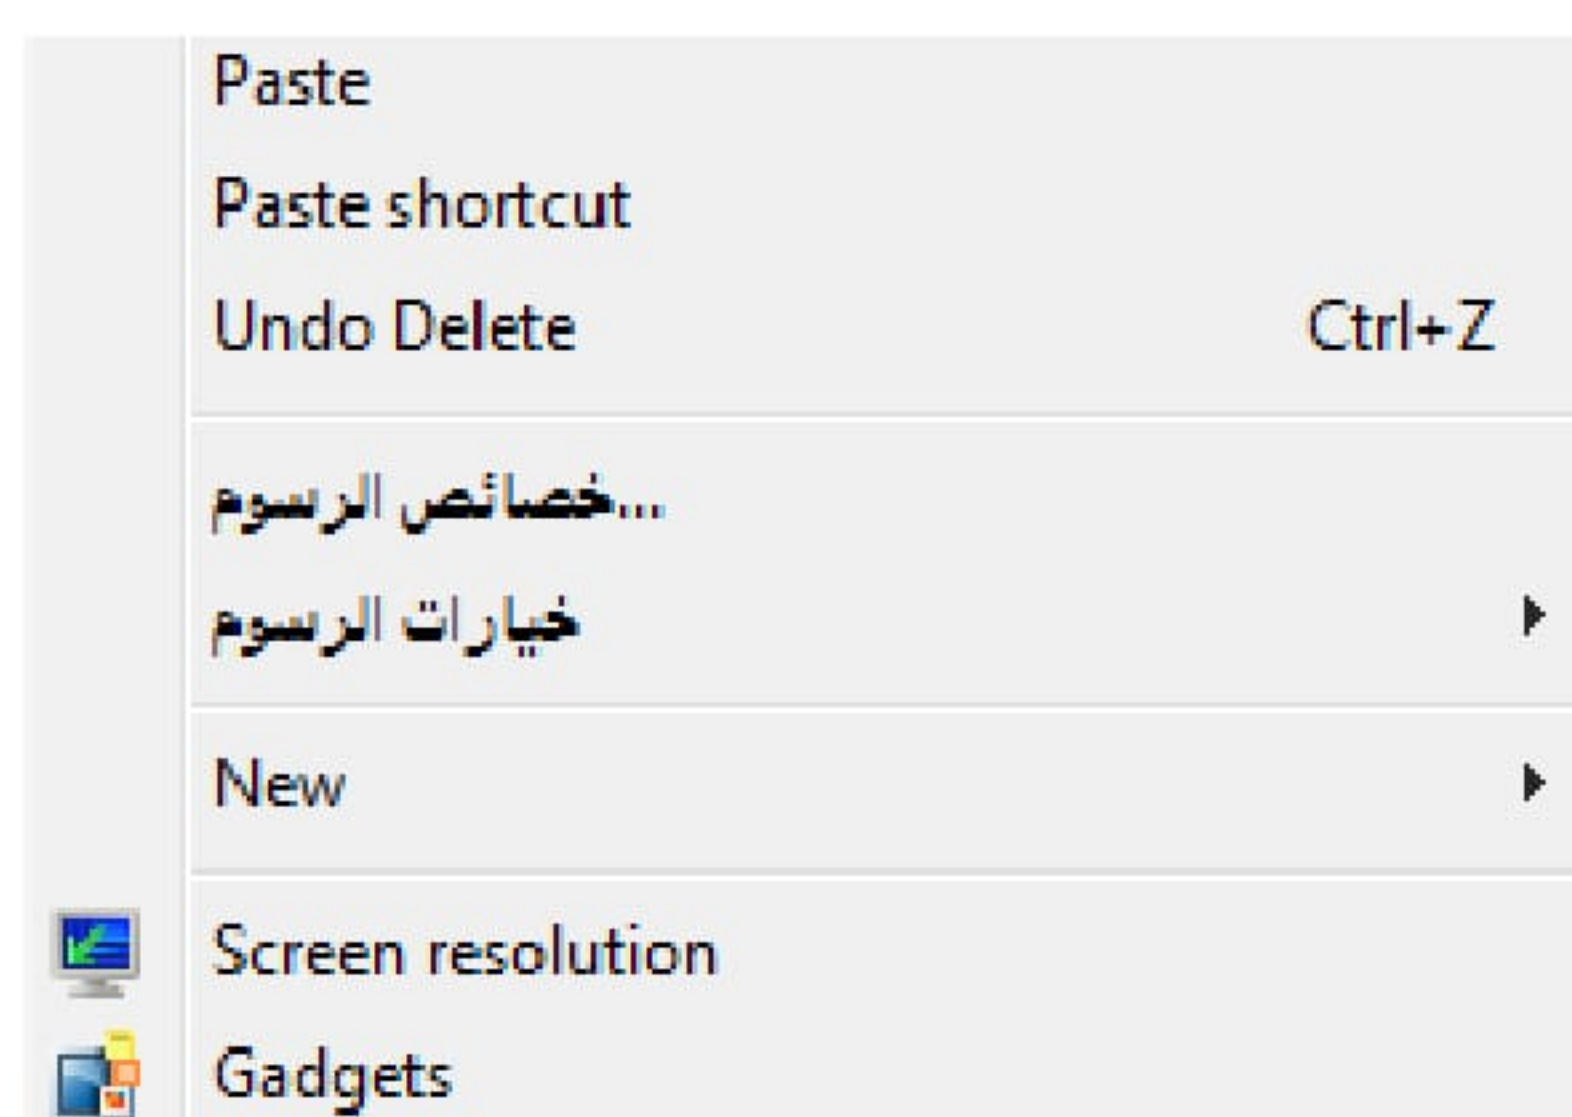 Paste
Paste shortcut
Undo Delete Ctrl+Z
خصائص الرسوم...
خيارات الرسوم
New
Screen resolution
Gadgets